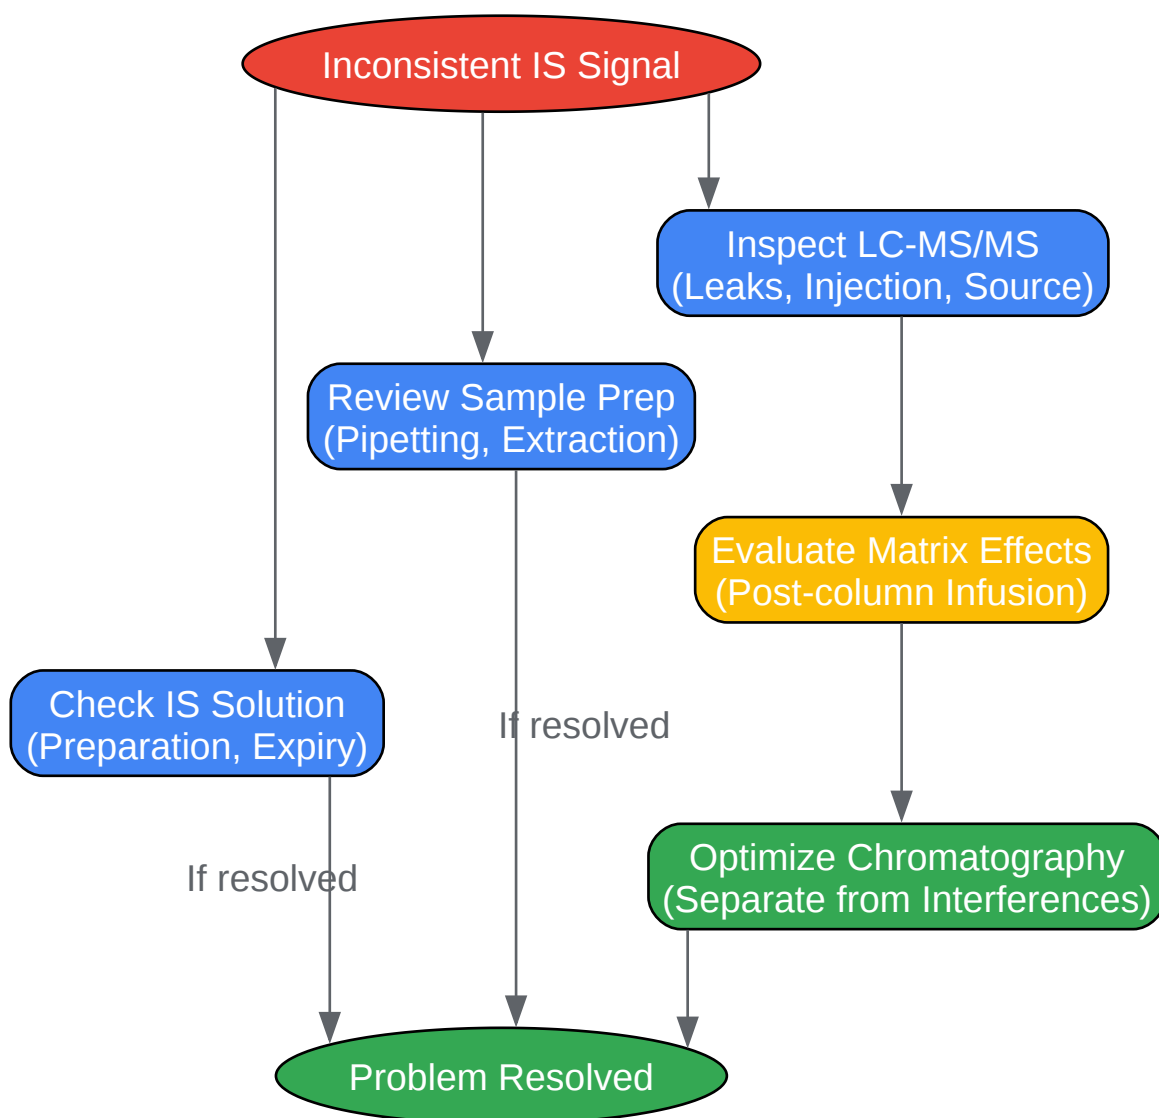 Inconsistent IS Signal
Inspect LC-MS/MS
(Leaks, Injection, Source)
Review Sample Prep
(Pipetting, Extraction)
Evaluate Matrix Effects
(Post-column Infusion)
Check IS Solution
(Preparation, Expiry)
If resolved
Optimize Chromatography
(Separate from Interferences)
If resolved
Problem Resolved